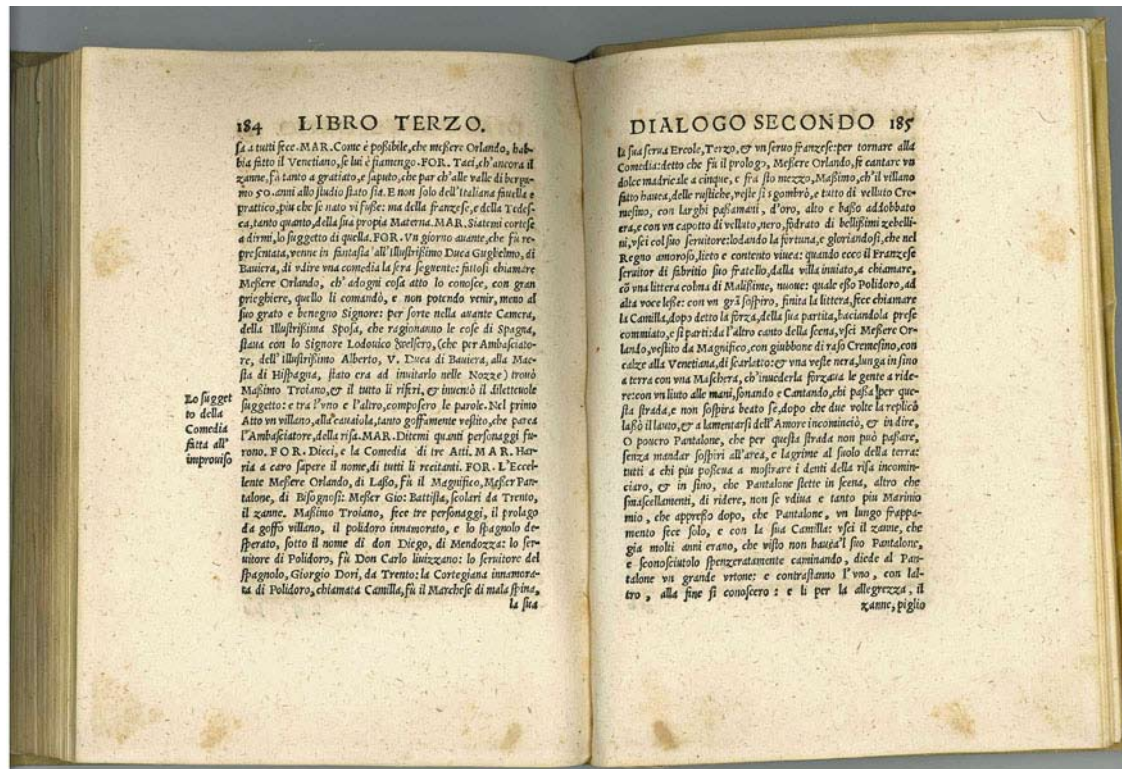 184 LIBRO TERZO.
sa a tutti fece. MAR. Come è poßibile, che meßere Orlando, hab-
bia fatto il Venetiano, se lui è fiamengo. FOR. Taci, ch'ancora il
zanne, fù tanto a gratiato, e saputo, che par ch'alle valle di berga-
mo 50. anni allo studio stato sia. E non solo dell'Italiana fauella e
prattico, piu che se nato vi fuße: ma della franzese, e della Tedes-
ca, tanto quanto, della sua propia Materna. MAR. Siatemi cortese
a dirmi, lo suggetto di quella. FOR. Vn giorno auante, che fù re-
presentata, venne in fantasia all'Illustrißimo Duca Guglielmo, di
Bauiera, di vdire vna comedia la sera seguente: fattosi chiamare
Meßere Orlando, ch'adogni cosa atto lo conosce, con gran
prieghiere, quello li comandò, e non potendo venir, meno al
suo grato e benegno Signore: per sorte nella auante Camera,
della Illustrißima Sposa, che ragionanno le cose di Spagna,
staua con lo Signore Lodouico Welsero, (che per Ambasciato-
re, dell'Illustrißimo Alberto, V. Duca di Bauiera, alla Mae-
stà di Hispagna, stato era ad inuitarlo nelle Nozze) trouò
Maßimo Troiano, & il tutto li riferì, & inuentò il diletteuole
suggetto: e tra l'vno e l'altro, composero le parole. Nel primo
Atto vn villano, alla cauaiola, tanto goffamente vestito, che parea
l'Ambasciatore, della risa. MAR. Ditemi quanti personaggi fu-
rono. FOR. Dieci, e la Comedia di tre Atti. MAR. Har-
ria a caro sapere il nome, di tutti li recitanti. FOR. L'Eccel-
lente Meßere Orlando, di Laßo, fù il Magnifico, Meßer Pan-
talone, di Bisognosi: Meßer Gio: Battista, scolari da Trento,
il zanne. Maßimo Troiano, fece tre personaggi, il prolago
da goffo villano, il polidoro innamorato, e lo spagnolo de-
sperato, sotto il nome di don Diego, di Mendozza: lo ser-
uitore di Polidoro, fù Don Carlo liuizzano: lo seruitore del
spagnolo, Giorgio Dori, da Trento: la Cortegiana innamora-
ta di Polidoro, chiamata Camilla, fù il Marchese di mala spina,
la sua
Lo sugget
to della
Comedia
fatta all'
improuiso
DIALOGO SECONDO 185
la sua serua Ercole, Terzo, & vn seruo franzese: per tornare alla
Comedia: detto che fù il prologo, Meßere Orlando, fè cantare vn
dolce madricale a cinque, e fra sto mezzo, Maßimo, ch'il villano
fatto hauea, delle rustiche, veste si sgombrò, e tutto di velluto Cre-
mesino, con larghi paßamani, d'oro, alto e baßo addobbato
era, e con vn capotto di velluto, nero, fodrato di bellißimi zebelli-
ni, vsci col suo seruitore: lodando la fortuna, e gloriandosi, che nel
Regno amoroso, lieto e contento viuea: quando ecco il Franzese
seruitor di fabritio suo fratello, dalla villa inuiato, a chiamare,
cõ vna littera colma di Malißime, nuoue: quale eßo Polidoro, ad
alta voce leße: con vn grã sospiro, finita la littera, fece chiamare
la Camilla, dopo detto la forza, della sua partita, baciandola prese
commiato, e si partì: da l'altro canto della scena, vsci Meßere Or-
lando, vestito da Magnifico, con giubbone di raso Cremesino, con
calze alla Venetiana, di scarlatto: & vna veste nera, lunga in sino
a terra con vna Maschera, ch'inuederla forzaua le gente a ride-
re: con vn liuto alle mani, sonando e Cantando, chi paßa per que-
sta strada, e non sospira beato se, dopo che due volte la replicò
laßò il lauto, & a lamentarsi dell'Amore incominciò, & in dire,
O pouero Pantalone, che per questa strada non può paßare,
senza mandar sospiri all'area, e lagrime al suolo della terra:
tutti a chi piu posseua a mostrare i denti della risa incomin-
ciaro, & in sino, che Pantalone stette in scena, altro che
smascellamenti, di ridere, non se vdiua e tanto piu Marinio
mio, che appreßo dopo, che Pantalone, vn lungo frappa-
mento fece solo, e con la sua Camilla: vsci il zanne, che
gia molti anni erano, che visto non hauea'l suo Pantalone,
e sconosciutolo spenzeratamente caminando, diede al Pan-
talone vn grande vrtone: e contrastanno l'vno, con lal-
tro, alla fine si conoscero: e li per la allegrezza, il
zanne, piglio